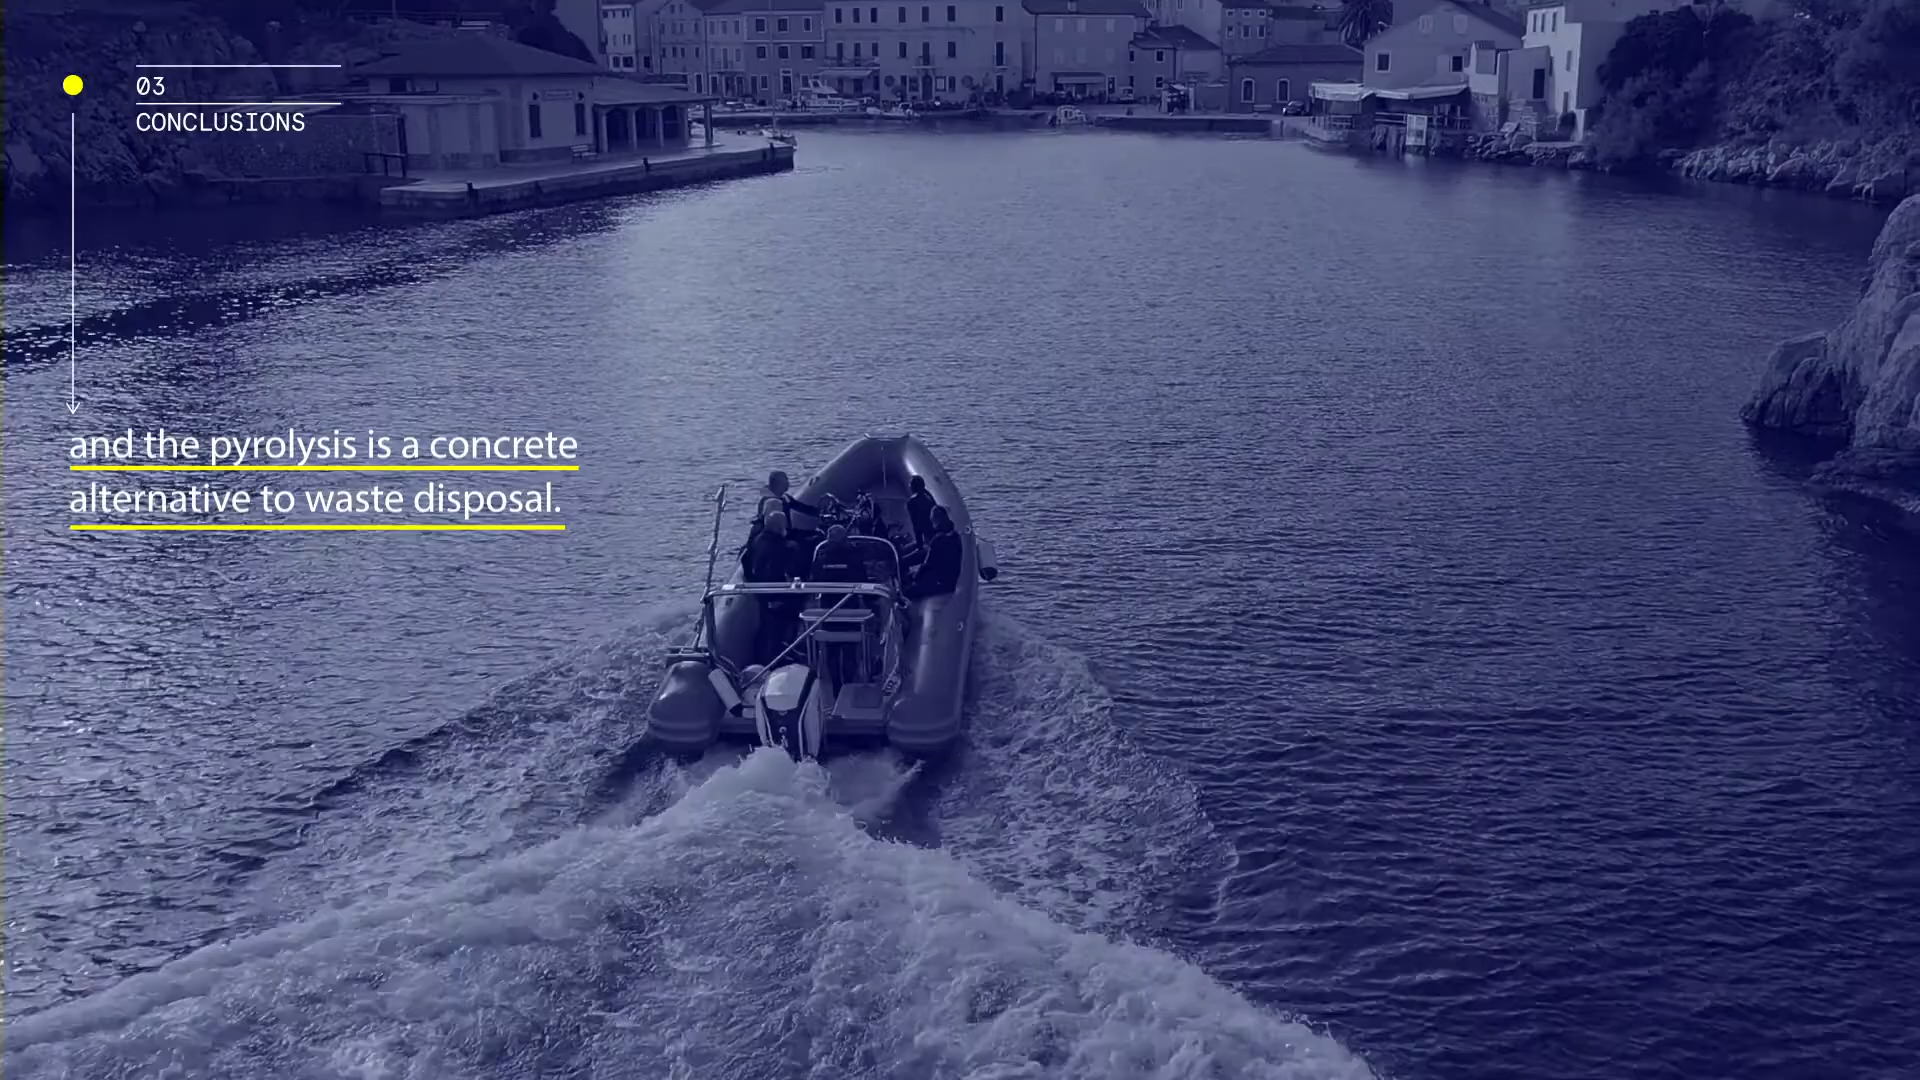 03
CONCLUSIONS
and the pyrolysis is a concrete
alternative to waste disposal.